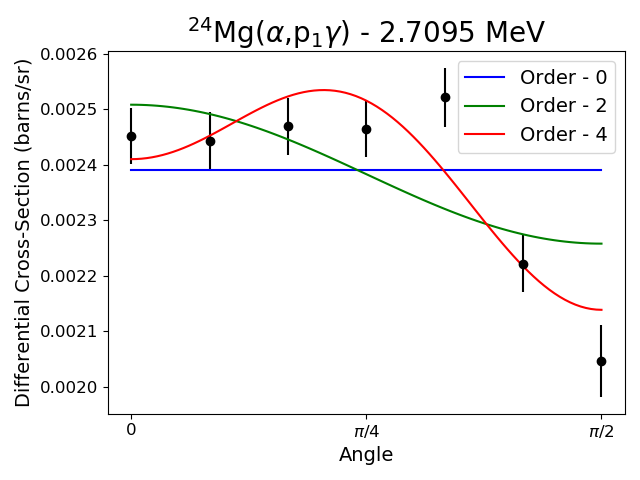 ²⁴Mg(α,p₁γ) - 2.7095 MeV
Differential Cross-Section (barns/sr)
0.0026
0.0025
0.0024
0.0023
0.0022
0.0021
0.0020
Order - 0
Order - 2
Order - 4
0
π/4
π/2
Angle